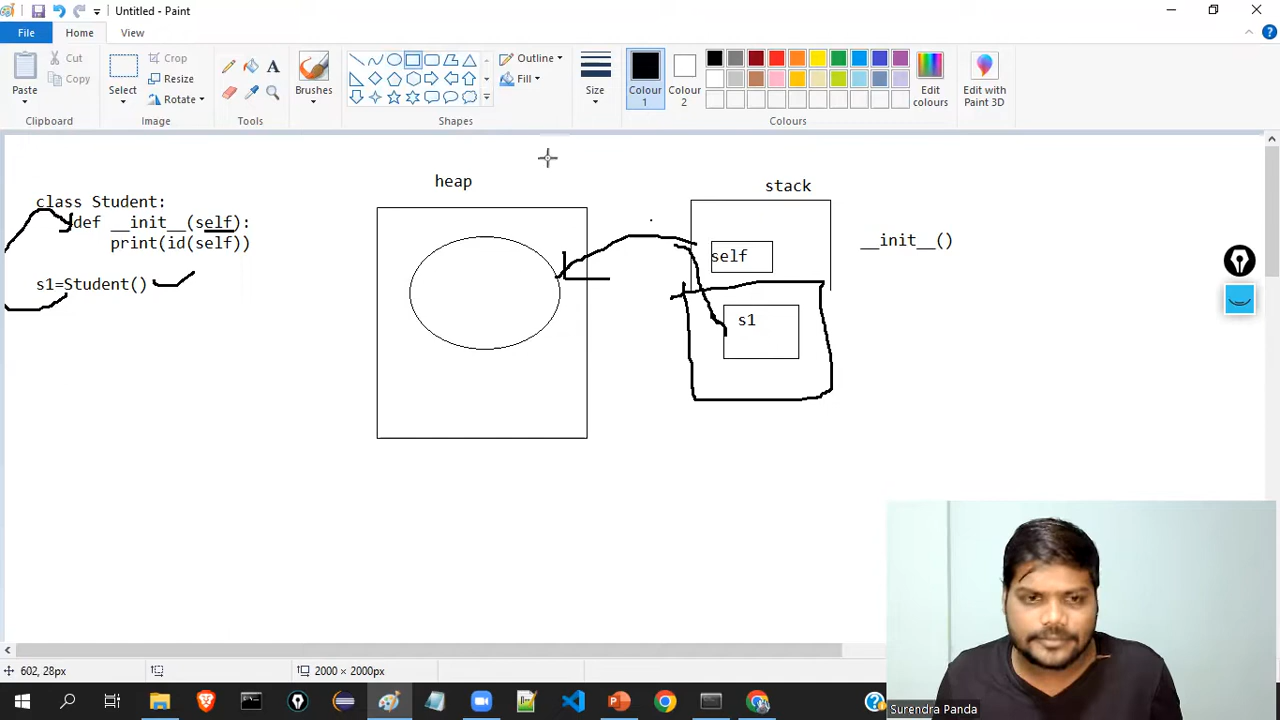 Untitled - Paint
File
Home
View
Paste
Cut
Copy
Clipboard
Select
Crop
Resize
Rotate
Image
A
Tools
Brushes
Outline
Fill
Shapes
Size
Colour 1
Colour 2
Edit colours
Colours
Edit with Paint 3D
class Student:
def __init__(self):
print(id(self))
s1=Student()
heap
stack
self
s1
__init__()
602, 28px
2000 × 2000px
Surendra Panda